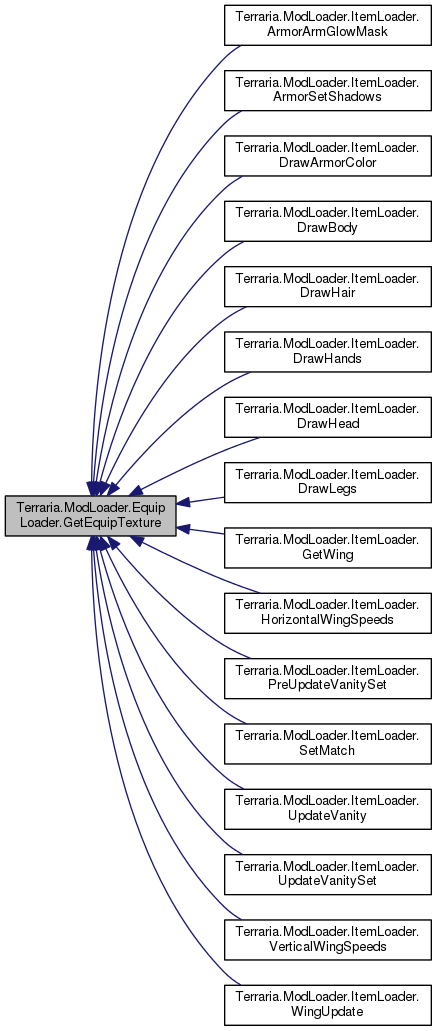 Terraria.ModLoader.ItemLoader.
ArmorArmGlowMask
Terraria.ModLoader.ItemLoader.
ArmorSetShadows
Terraria.ModLoader.ItemLoader.
DrawArmorColor
Terraria.ModLoader.ItemLoader.
DrawBody
Terraria.ModLoader.ItemLoader.
DrawHair
Terraria.ModLoader.ItemLoader.
DrawHands
Terraria.ModLoader.ItemLoader.
DrawHead
Terraria.ModLoader.Equip
Loader.GetEquipTexture
Terraria.ModLoader.ItemLoader.
DrawLegs
Terraria.ModLoader.ItemLoader.
GetWing
Terraria.ModLoader.ItemLoader.
HorizontalWingSpeeds
Terraria.ModLoader.ItemLoader.
PreUpdateVanitySet
Terraria.ModLoader.ItemLoader.
SetMatch
Terraria.ModLoader.ItemLoader.
UpdateVanity
Terraria.ModLoader.ItemLoader.
UpdateVanitySet
Terraria.ModLoader.ItemLoader.
VerticalWingSpeeds
Terraria.ModLoader.ItemLoader.
WingUpdate